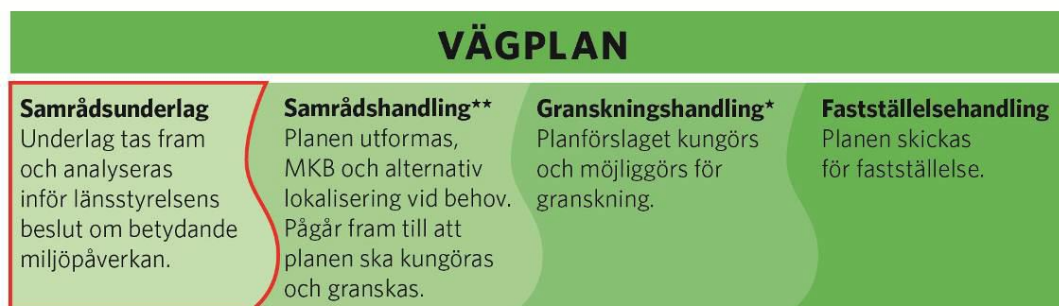 VÄGPLAN
Samrådsunderlag
Underlag tas fram
och analyseras
inför länsstyrelsens
beslut om betydande
miljöpåverkan.
Samrådshandling**
Planen utformas,
MKB och alternativ
lokalisering vid behov.
Pågår fram till att
planen ska kungöras
och granskas.
Granskningshandling*
Planförslaget kungörs
och möjliggörs för
granskning.
Fastställelsehandling
Planen skickas
för fastställelse.